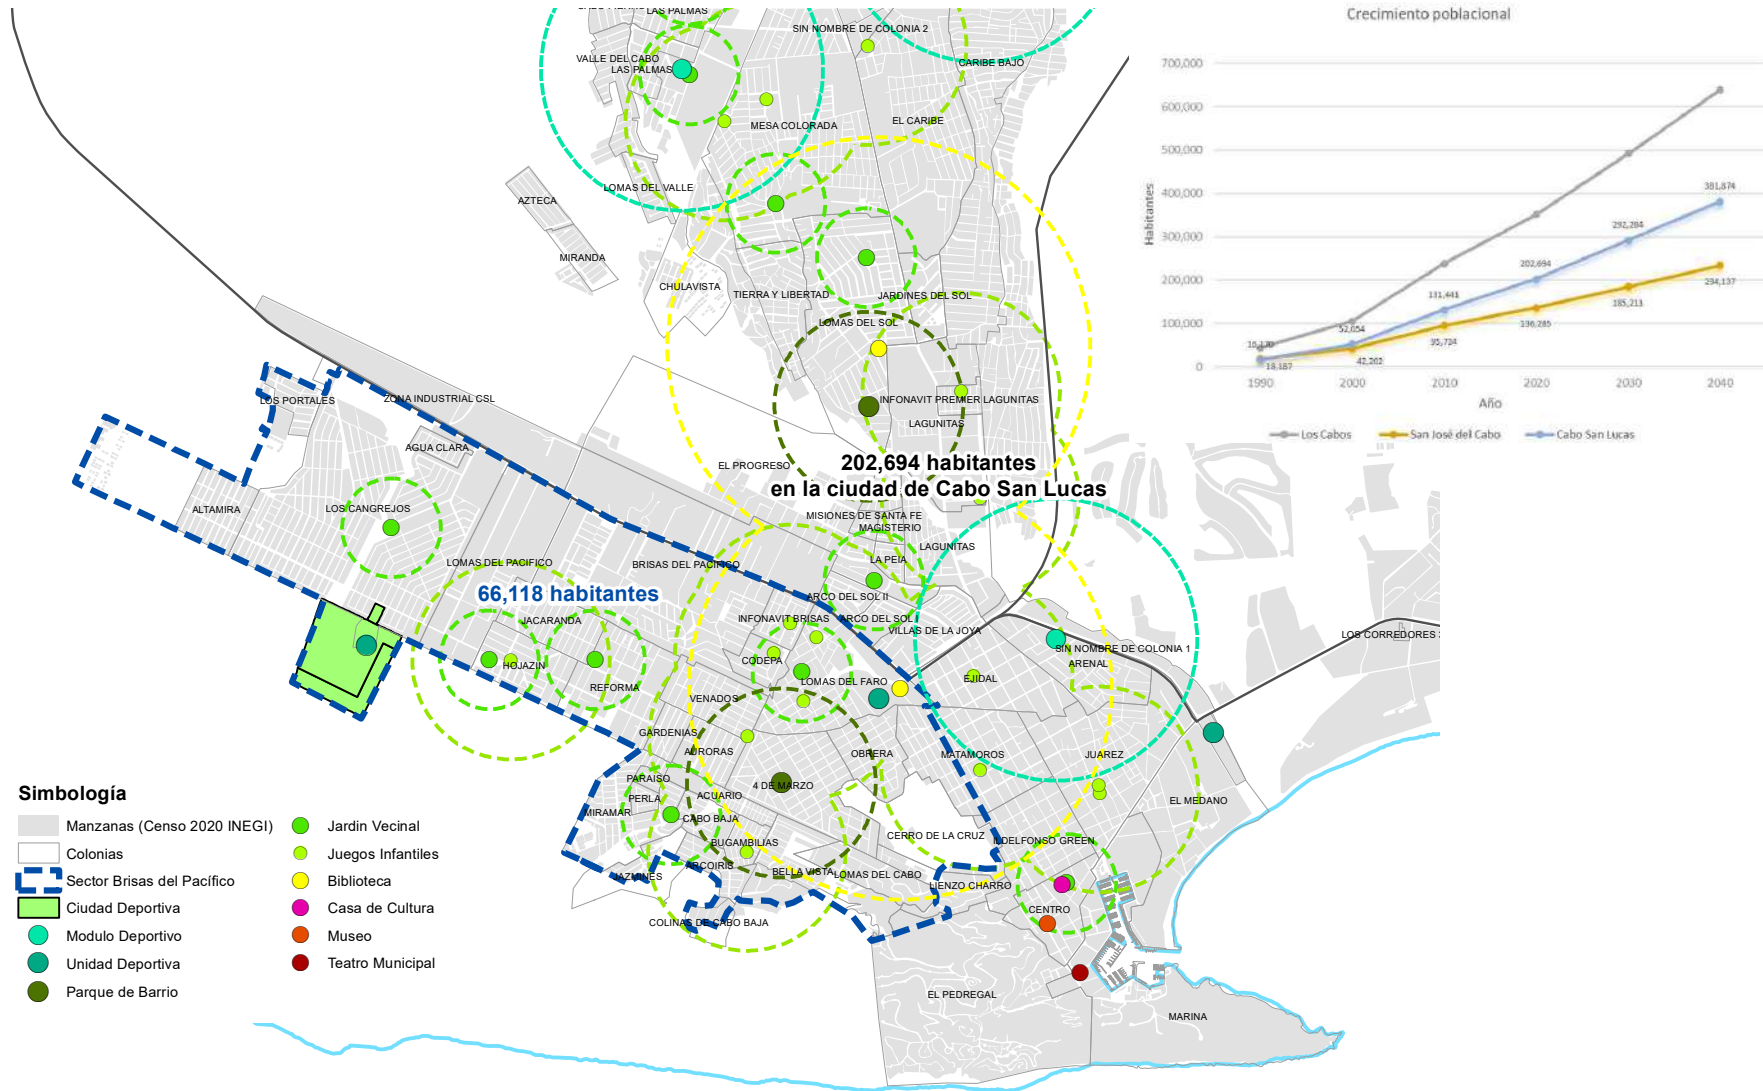 LAS PALMAS
SIN NOMBRE DE COLONIA 2
VALLE DEL CABO
LAS PALMAS
CARIBE BAJO
MESA COLORADA
EL CARIBE
LOMAS DEL VALLE
AZTECA
MIRANDA
CHULAVISTA
TIERRA Y LIBERTAD
JARDINES DEL SOL
LOMAS DEL SOL
LOS PORTALES
ZONA INDUSTRIAL CSL
INFONAVIT PREMIER LAGUNITAS
LAGUNITAS
AGUA CLARA
EL PROGRESO
202,694 habitantes
en la ciudad de Cabo San Lucas
ALTAMIRA
LOS CANGREJOS
MISIONES DE SANTA FE
MAGISTERIO
LAGUNITAS
LOMAS DEL PACIFICO
BRISAS DEL PACIFICO
LA PEIA
66,118 habitantes
ARCO DEL SOL II
JACARANDA
INFONAVIT BRISAS
ARCO DEL SOL
VILLAS DE LA JOYA
LOS CORREDORES
SIN NOMBRE DE COLONIA 1
ARENAL
HOJAZIN
CODEPA
EJIDAL
LOMAS DEL FARO
REFORMA
VENADOS
GARDENIAS
AURORAS
OBRERA
MATAMOROS
JUAREZ
PARAISO
4 DE MARZO
PERLA
ACUARIO
EL MEDANO
MIRAMAR
CABO BAJA
CERRO DE LA CRUZ
ILDELFONSO GREEN
BUGAMBILIAS
ARCOIRIS
BELLA VISTA
LOMAS DEL CABO
JAZMINES
LIENZO CHARRO
CENTRO
COLINAS DE CABO BAJA
EL PEDREGAL
MARINA
Simbología
Manzanas (Censo 2020 INEGI)
Colonias
Sector Brisas del Pacífico
Ciudad Deportiva
Modulo Deportivo
Unidad Deportiva
Parque de Barrio
Jardin Vecinal
Juegos Infantiles
Biblioteca
Casa de Cultura
Museo
Teatro Municipal
Crecimiento poblacional
Habitantes
700,000
600,000
500,000
400,000
300,000
200,000
100,000
0
381,874
292,284
202,694
131,441
52,654
234,137
185,213
136,285
95,724
42,202
18,187
1990
2000
2010
2020
2030
2040
Año
Los Cabos
San José del Cabo
Cabo San Lucas